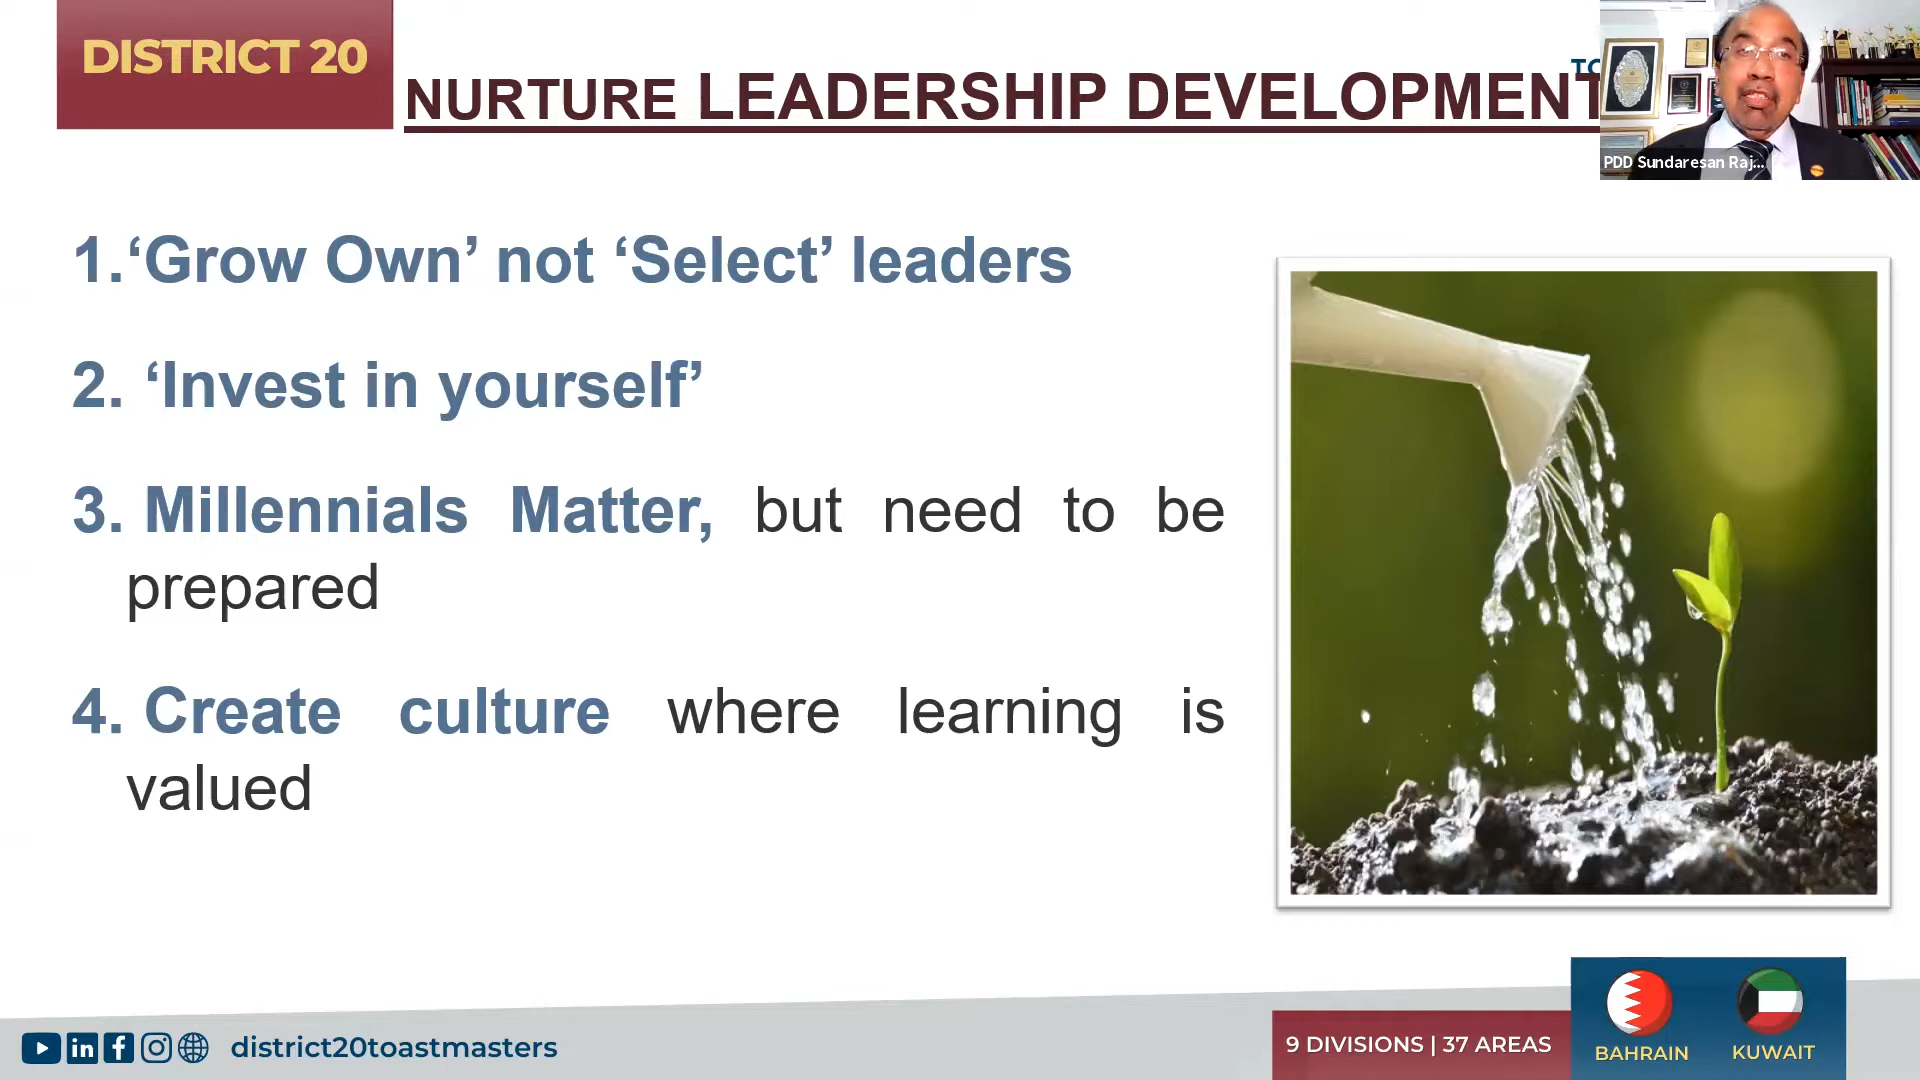 DISTRICT 20
NURTURE LEADERSHIP DEVELOPMENT
PDD Sundaresan Raj...
1.‘Grow Own’ not ‘Select’ leaders
2. ‘Invest in yourself’
3. Millennials Matter, but need to be
prepared
4. Create culture where learning is
valued
district20toastmasters
9 DIVISIONS | 37 AREAS
BAHRAIN
KUWAIT